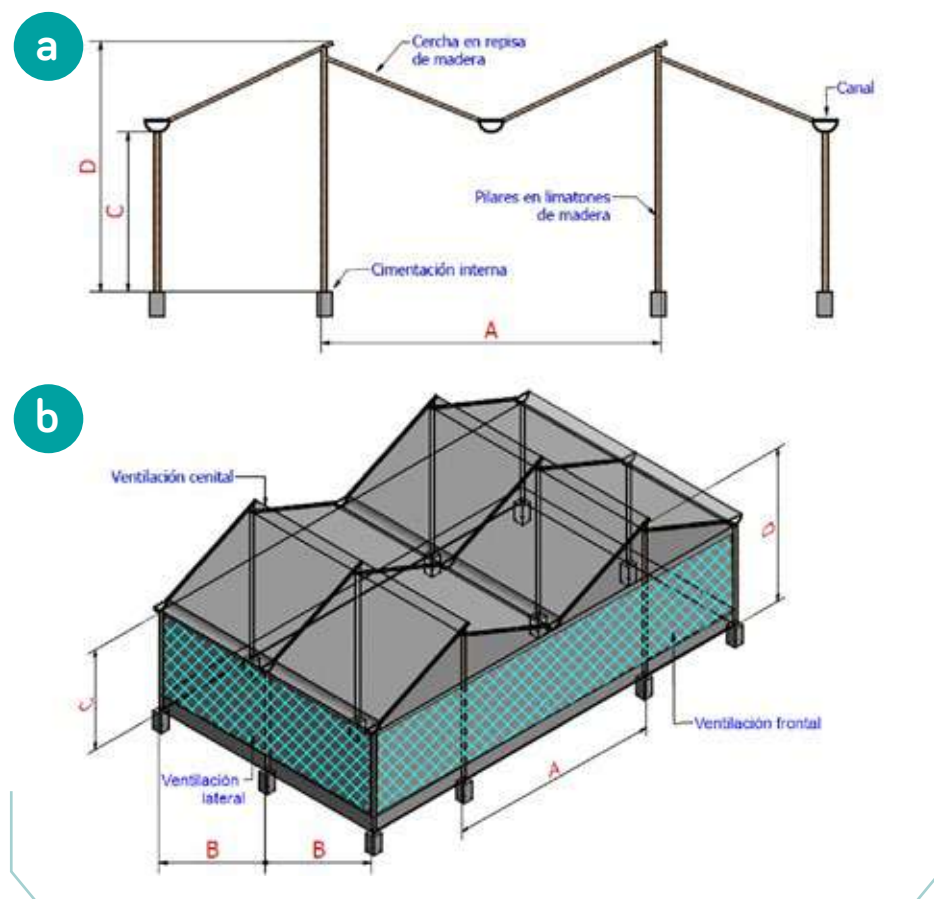 a
Cercha en repisa
de madera
Canal
D
C
Pilares en limatones
de madera
Cimentación interna
A
b
Ventilación cenital
D
C
Ventilación frontal
A
Ventilación
lateral
B
B